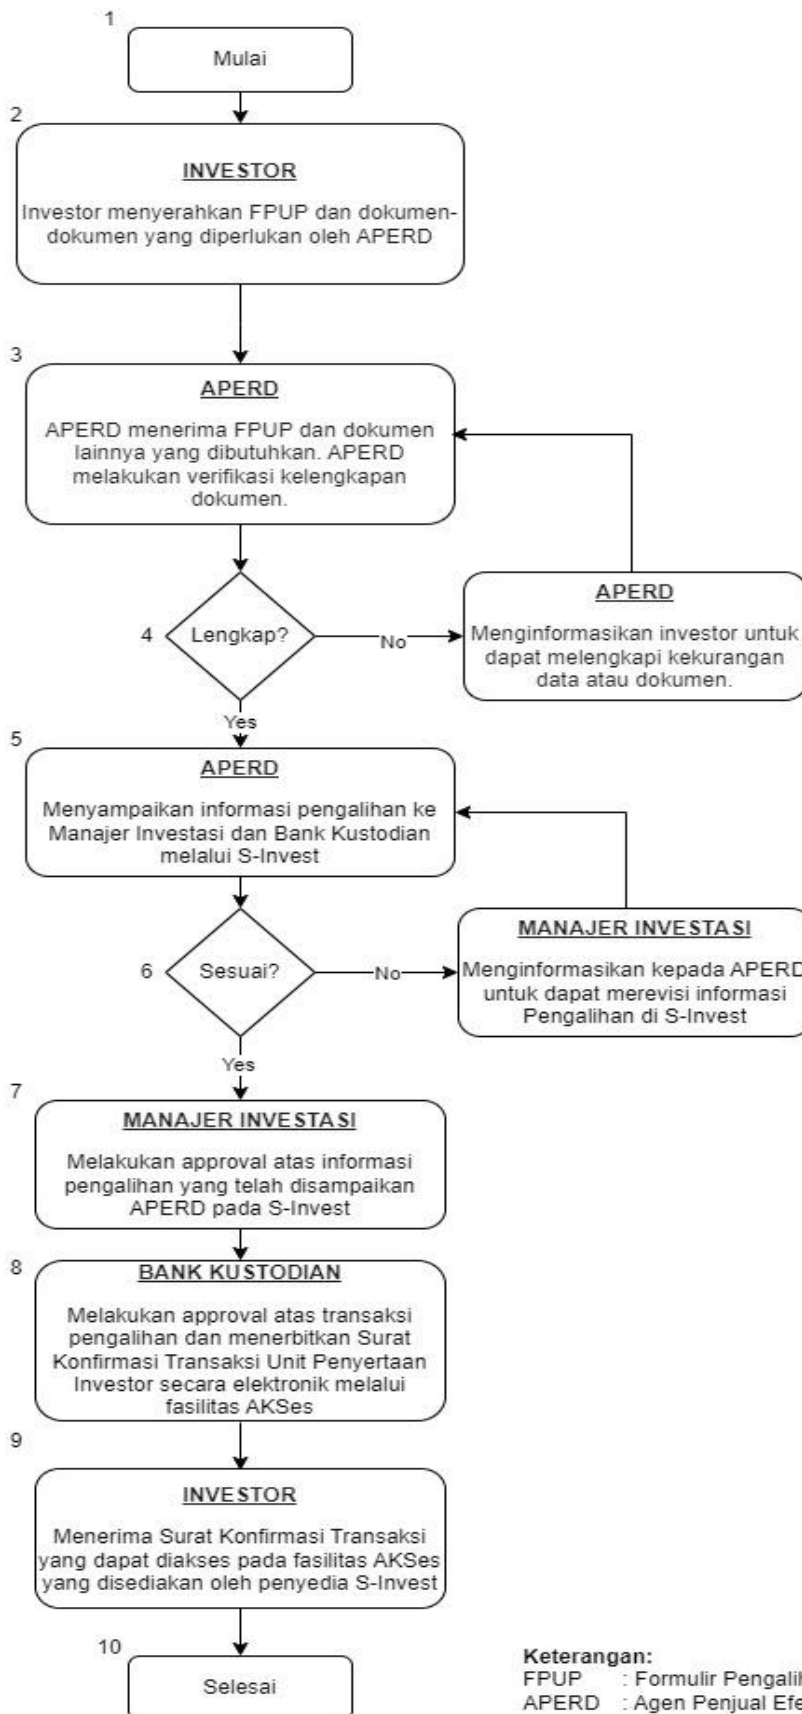 1
Mulai
2
INVESTOR
Investor menyerahkan FPUP dan dokumen-
dokumen yang diperlukan oleh APERD
3
APERD
APERD menerima FPUP dan dokumen
lainnya yang dibutuhkan. APERD
melakukan verifikasi kelengkapan
dokumen.
4
Lengkap?
No
APERD
Menginformasikan investor untuk
dapat melengkapi kekurangan
data atau dokumen.
Yes
5
APERD
Menyampaikan informasi pengalihan ke
Manajer Investasi dan Bank Kustodian
melalui S-Invest
6
Sesuai?
No
MANAJER INVESTASI
Menginformasikan kepada APERD
untuk dapat merevisi informasi
Pengalihan di S-Invest
Yes
7
MANAJER INVESTASI
Melakukan approval atas informasi
pengalihan yang telah disampaikan
APERD pada S-Invest
8
BANK KUSTODIAN
Melakukan approval atas transaksi
pengalihan dan menerbitkan Surat
Konfirmasi Transaksi Unit Penyertaan
Investor secara elektronik melalui
fasilitas AKSes
9
INVESTOR
Menerima Surat Konfirmasi Transaksi
yang dapat diakses pada fasilitas AKSes
yang disediakan oleh penyedia S-Invest
10
Selesai
Keterangan:
FPUP : Formulir
APERD : Agen Penjual